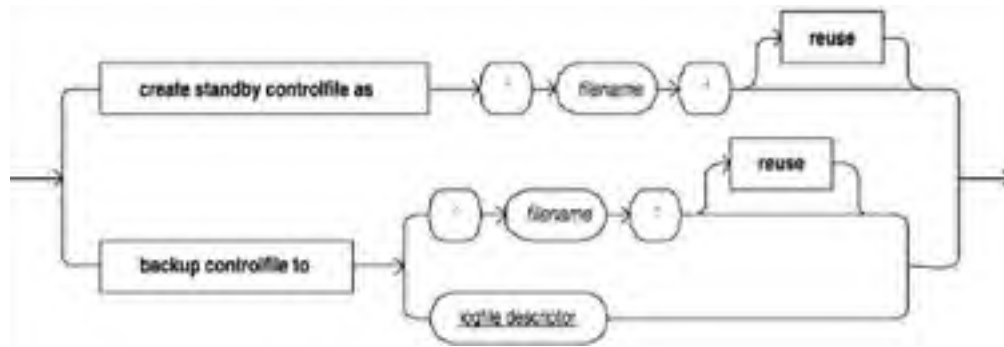 reuse
create standby controlfile as ' filename '
reuse
' filename '
backup controlfile to
logfile descriptor